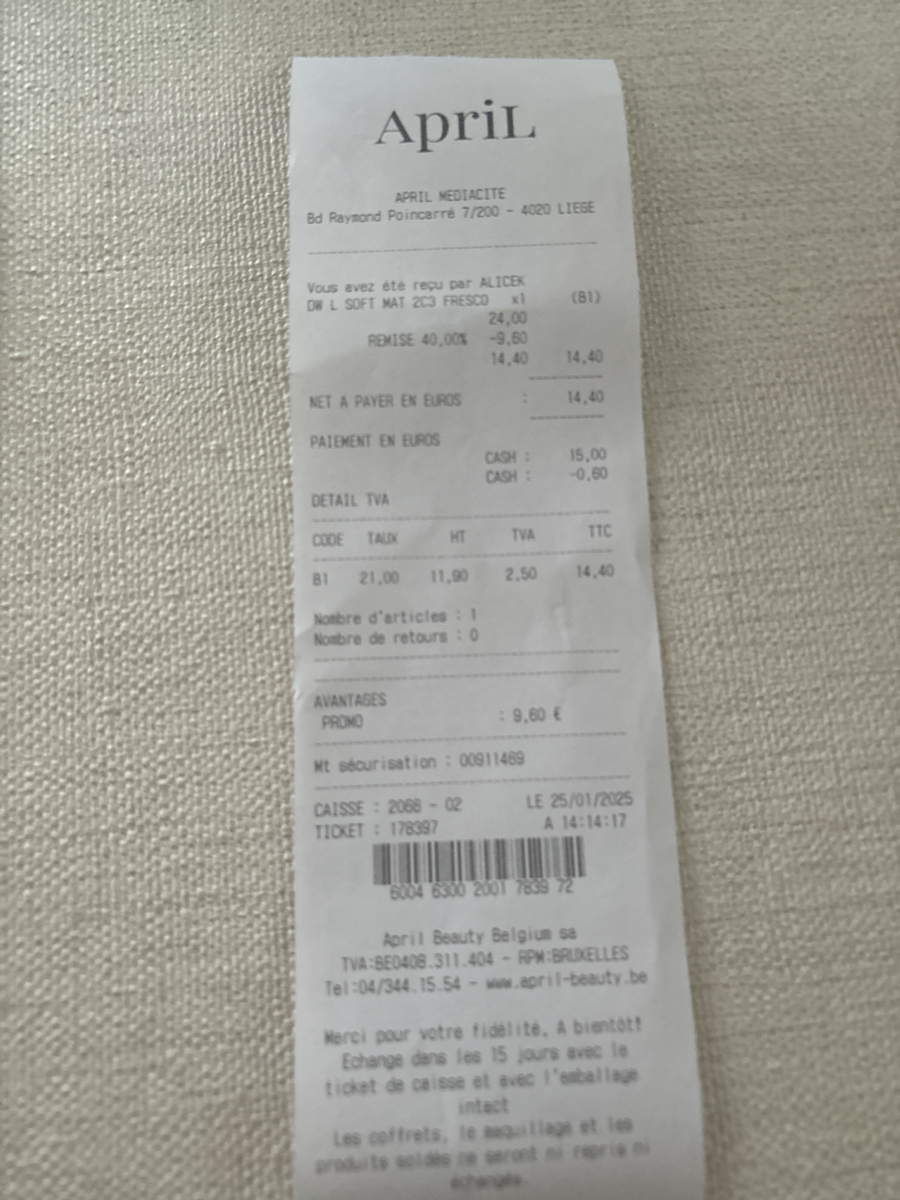 ApriL
APRIL MEDIACITE
Bd Raymond Poincarré 7/200 - 4020 LIEGE
Vous avez été reçu par ALICEK
DW L SOFT MAT 2C3 FRESCO x1 (B1)
24,00
REMISE 40,00% -9,60
14,40 14,40
NET A PAYER EN EUROS : 14,40
PAIEMENT EN EUROS
CASH : 15,00
CASH : -0,60
DETAIL TVA
CODE TAUX HT TVA TTC
B1 21,00 11,90 2,50 14,40
Nombre d'articles : 1
Nombre de retours : 0
AVANTAGES
PROMO : 9,60 €
Mt sécurisation : 00911469
CAISSE : 2066 - 02 LE 25/01/2025
TICKET : 178397 A 14:14:17
6004 6300 2001 7839 72
April Beauty Belgium sa
TVA:BE0408.311.404 - RPM:BRUXELLES
Tel:04/344.15.54 - www.april-beauty.be
Merci pour votre fidélité, A bientôt!
Echange dans les 15 jours avec le
ticket de caisse et avec l'emballage
intact
Les coffrets, le maquillage et les
produits soldés ne seront ni repris ni
échangés